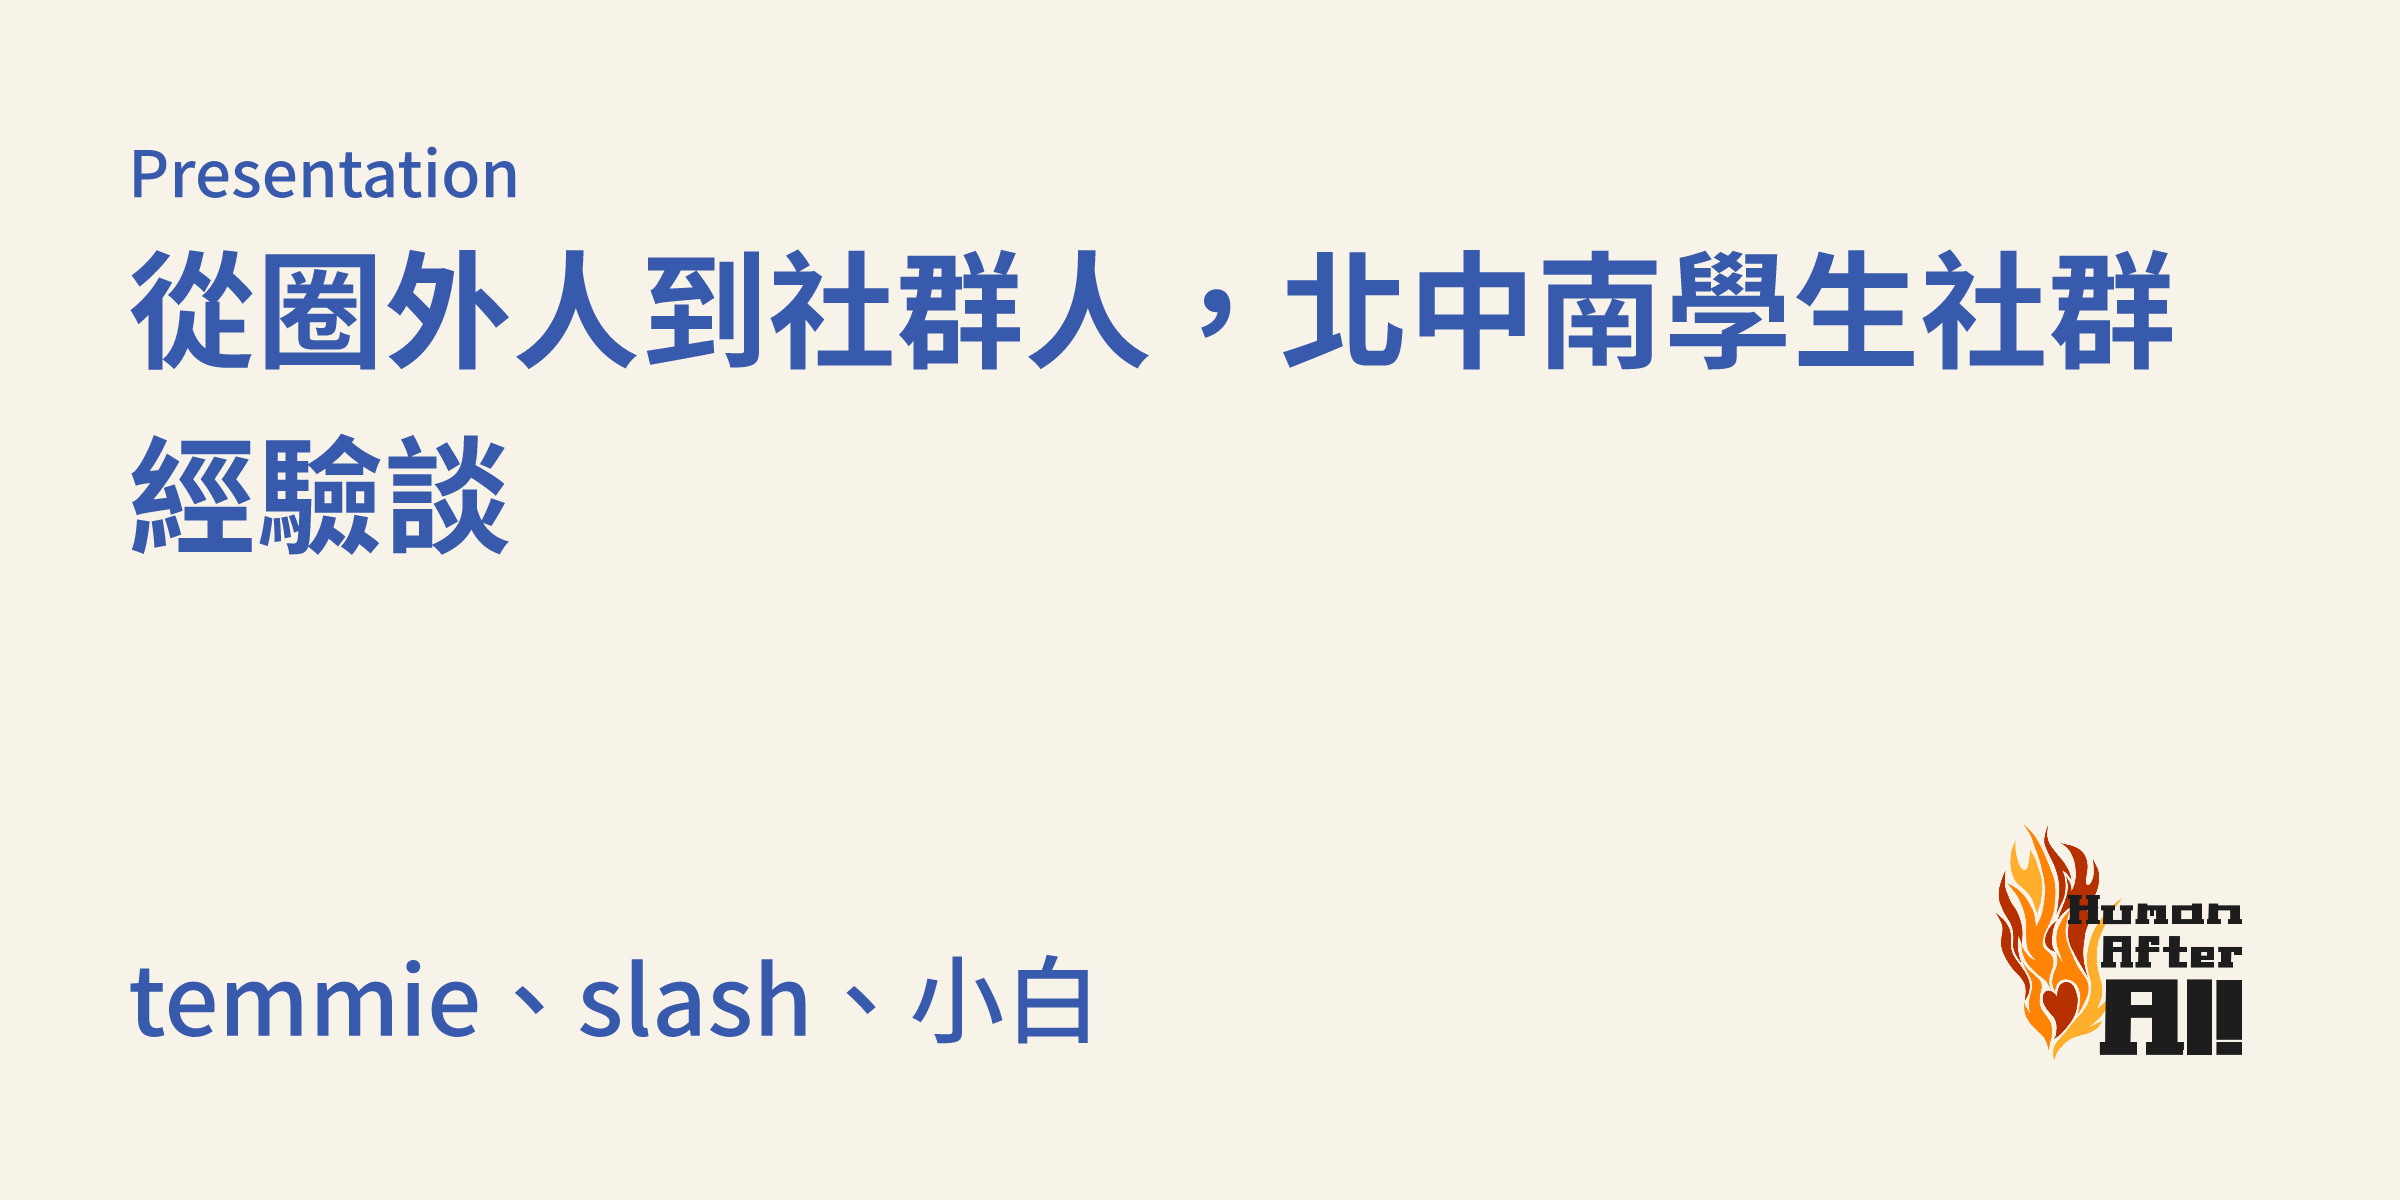 Presentation
從圈外人到社群人，北中南學生社群
經驗談
temmie、slash、小白
Human
After
All!